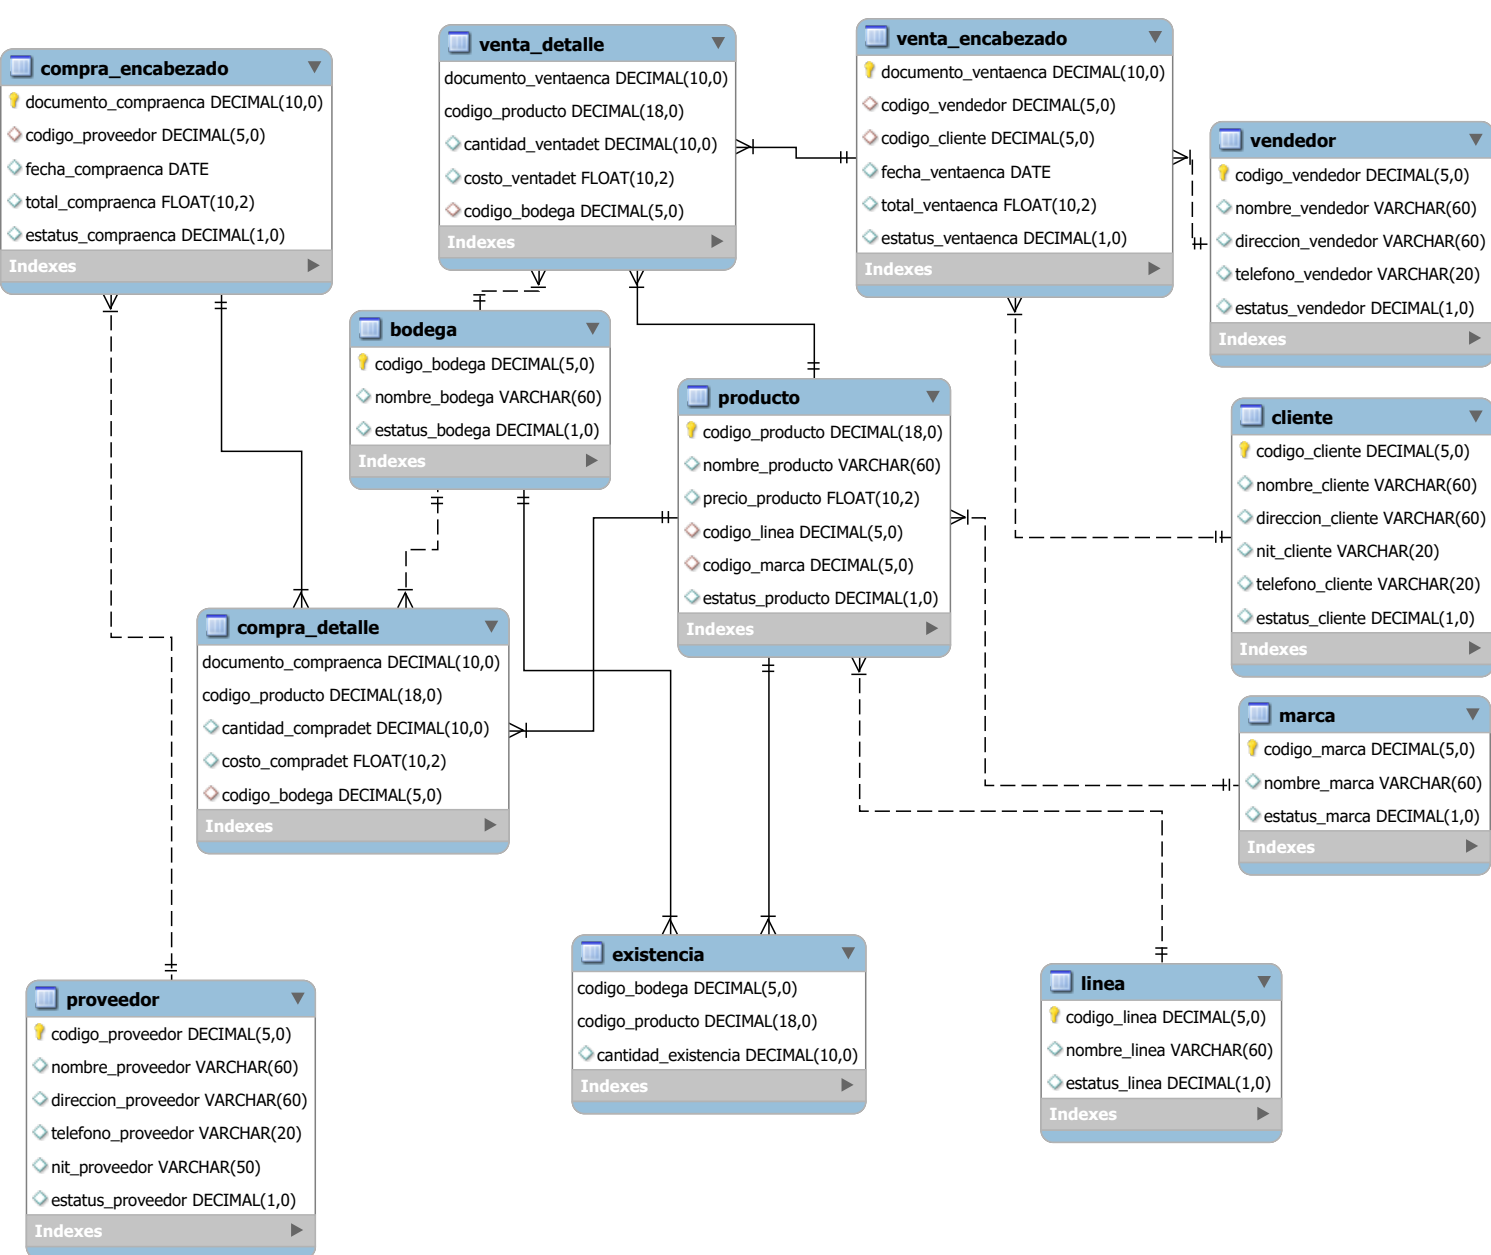 compra_encabezado
documento_compraenca DECIMAL(10,0)
codigo_proveedor DECIMAL(5,0)
fecha_compraenca DATE
total_compraenca FLOAT(10,2)
estatus_compraenca DECIMAL(1,0)
Indexes
venta_detalle
documento_ventaenca DECIMAL(10,0)
codigo_producto DECIMAL(18,0)
cantidad_ventadet DECIMAL(10,0)
costo_ventadet FLOAT(10,2)
codigo_bodega DECIMAL(5,0)
Indexes
venta_encabezado
documento_ventaenca DECIMAL(10,0)
codigo_vendedor DECIMAL(5,0)
codigo_cliente DECIMAL(5,0)
fecha_ventaenca DATE
total_ventaenca FLOAT(10,2)
estatus_ventaenca DECIMAL(1,0)
Indexes
vendedor
codigo_vendedor DECIMAL(5,0)
nombre_vendedor VARCHAR(60)
direccion_vendedor VARCHAR(60)
telefono_vendedor VARCHAR(20)
estatus_vendedor DECIMAL(1,0)
Indexes
bodega
codigo_bodega DECIMAL(5,0)
nombre_bodega VARCHAR(60)
estatus_bodega DECIMAL(1,0)
Indexes
producto
codigo_producto DECIMAL(18,0)
nombre_producto VARCHAR(60)
precio_producto FLOAT(10,2)
codigo_linea DECIMAL(5,0)
codigo_marca DECIMAL(5,0)
estatus_producto DECIMAL(1,0)
Indexes
cliente
codigo_cliente DECIMAL(5,0)
nombre_cliente VARCHAR(60)
direccion_cliente VARCHAR(60)
nit_cliente VARCHAR(20)
telefono_cliente VARCHAR(20)
estatus_cliente DECIMAL(1,0)
Indexes
compra_detalle
documento_compraenca DECIMAL(10,0)
codigo_producto DECIMAL(18,0)
cantidad_compradet DECIMAL(10,0)
costo_compradet FLOAT(10,2)
codigo_bodega DECIMAL(5,0)
Indexes
marca
codigo_marca DECIMAL(5,0)
nombre_marca VARCHAR(60)
estatus_marca DECIMAL(1,0)
Indexes
proveedor
codigo_proveedor DECIMAL(5,0)
nombre_proveedor VARCHAR(60)
direccion_proveedor VARCHAR(60)
telefono_proveedor VARCHAR(20)
nit_proveedor VARCHAR(50)
estatus_proveedor DECIMAL(1,0)
Indexes
existencia
codigo_bodega DECIMAL(5,0)
codigo_producto DECIMAL(18,0)
cantidad_existencia DECIMAL(10,0)
Indexes
linea
codigo_linea DECIMAL(5,0)
nombre_linea VARCHAR(60)
estatus_linea DECIMAL(1,0)
Indexes